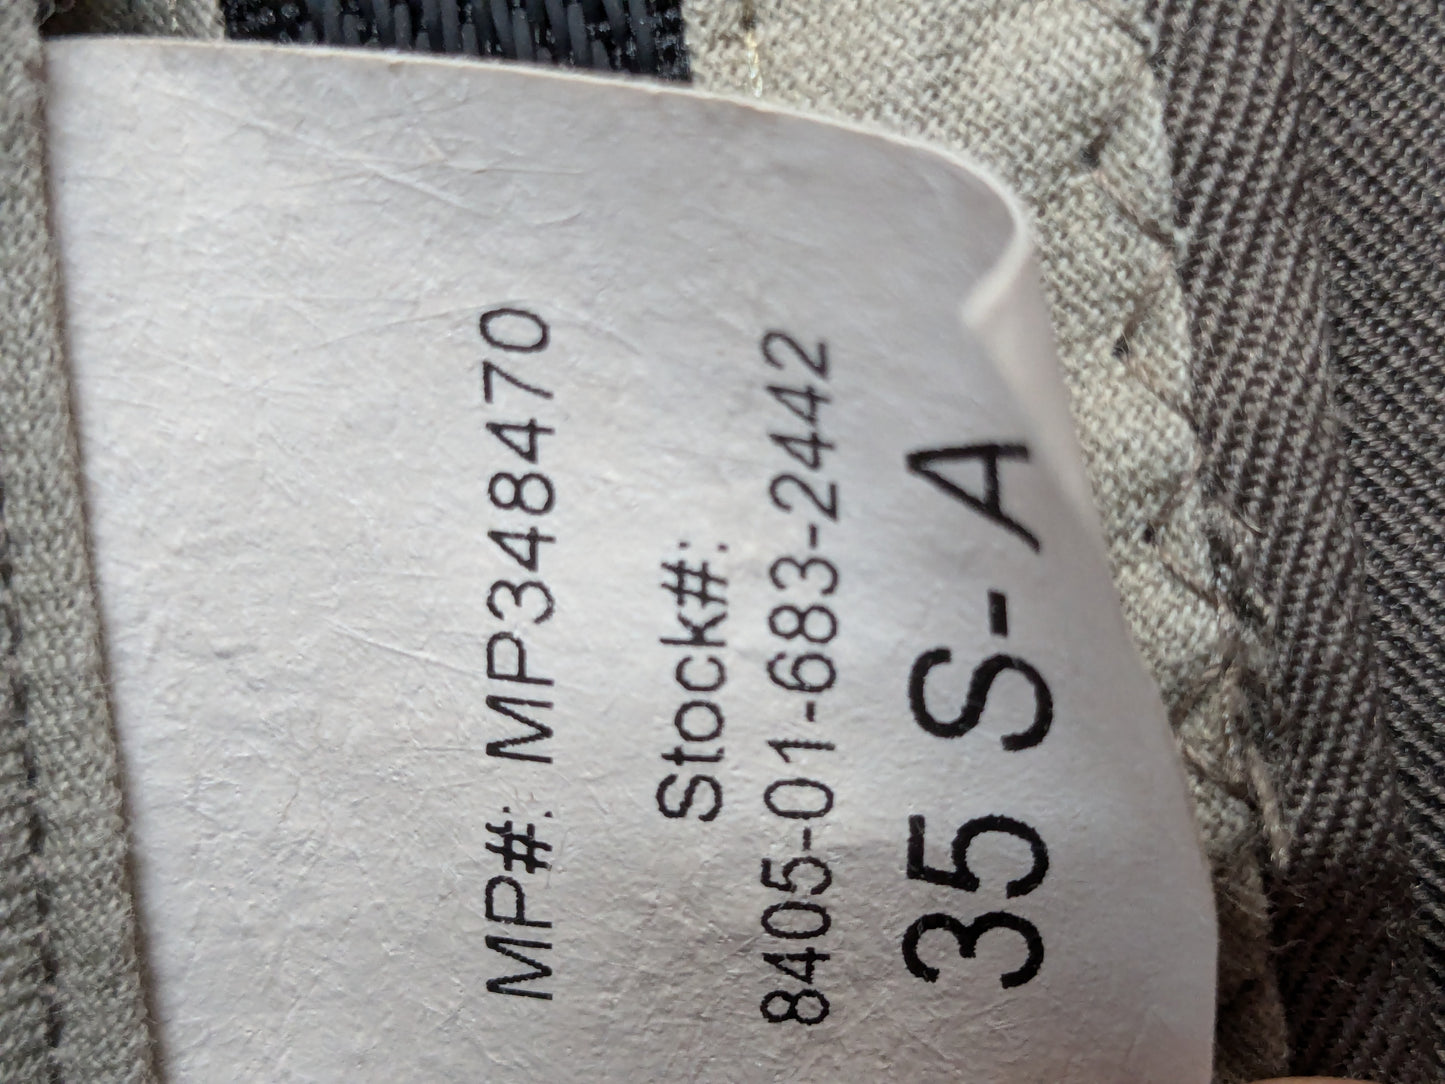 MP#: MP348470
Stock#:
8405-01-683-2442
35 S- A